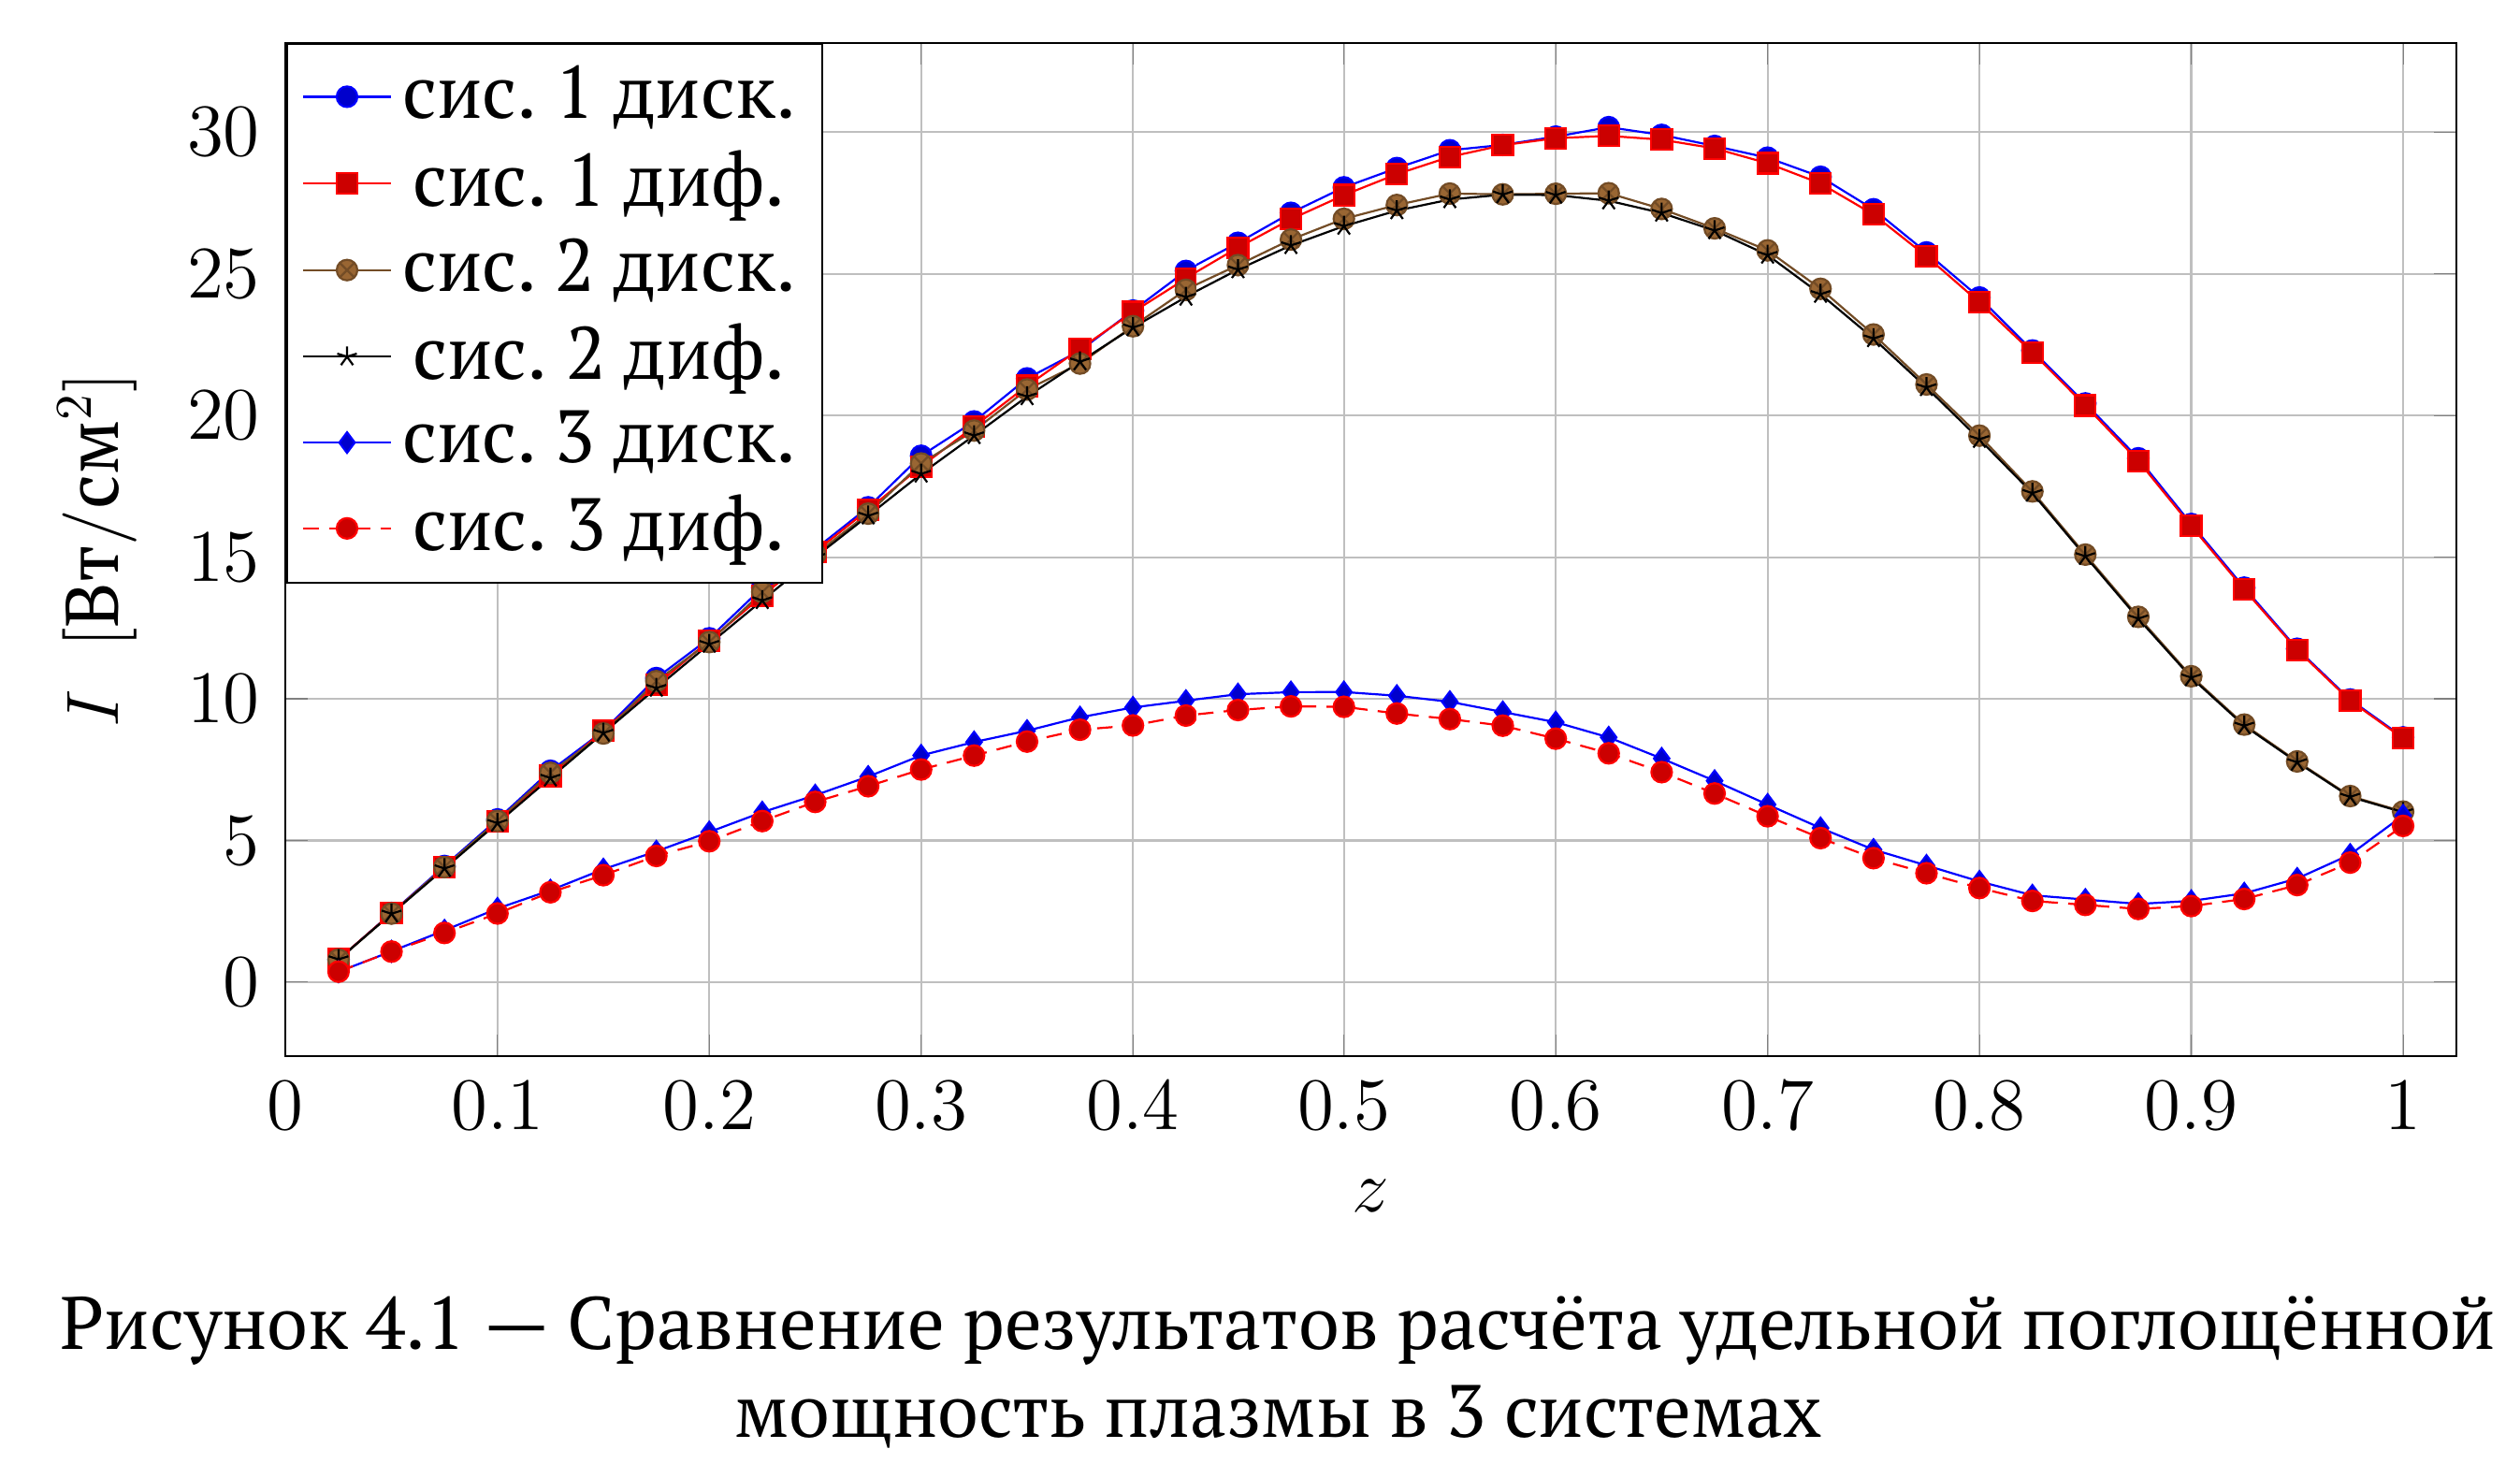 сис. 1 диск.
сис. 1 диф.
сис. 2 диск.
сис. 2 диф.
сис. 3 диск.
сис. 3 диф.
30
25
20
15
10
5
0
I [Вт/см²]
0 0.1 0.2 0.3 0.4 0.5 0.6 0.7 0.8 0.9 1
z
Рисунок 4.1 — Сравнение результатов расчёта удельной поглощённой
мощность плазмы в 3 системах